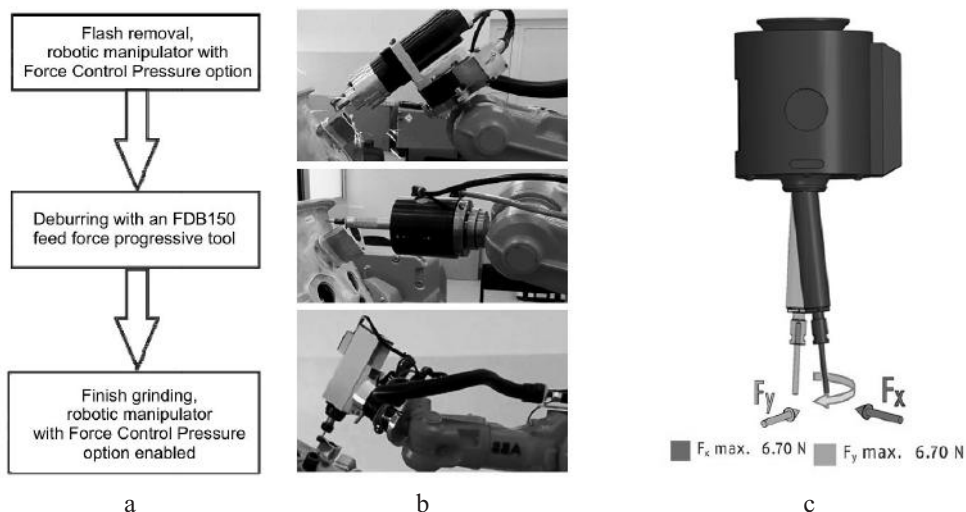 Flash removal,
robotic manipulator with
Force Control Pressure
option
Deburring with an FDB150
feed force progressive tool
Finish grinding,
robotic manipulator
with Force Control Pressure
option enabled
Fy
Fx
Fx max. 6.70 N
Fy max. 6.70 N
a
b
c